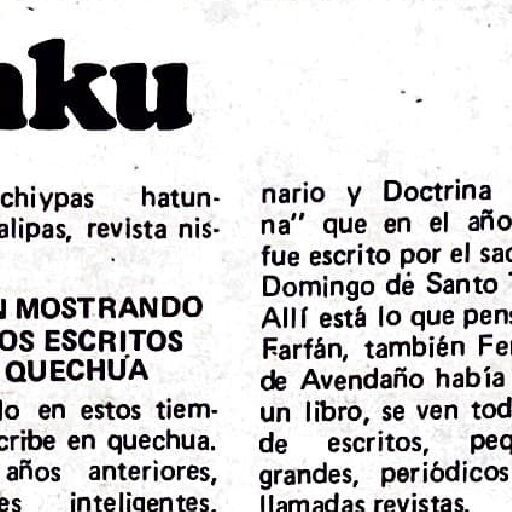 aku
chiypas hatun-
alipas, revista nis-
N MOSTRANDO
OS ESCRITOS
QUECHUA
lo en estos tiem-
cribe en quechua.
años anteriores,
es inteligentes.
nario y Doctrina
na" que en el año
fue escrito por el sac
Domingo de Santo T
Allí está lo que pens
Farfán, también Fer
de Avendaño había
un libro, se ven tod
de escritos, peq
grandes, periódicos
llamadas revistas.